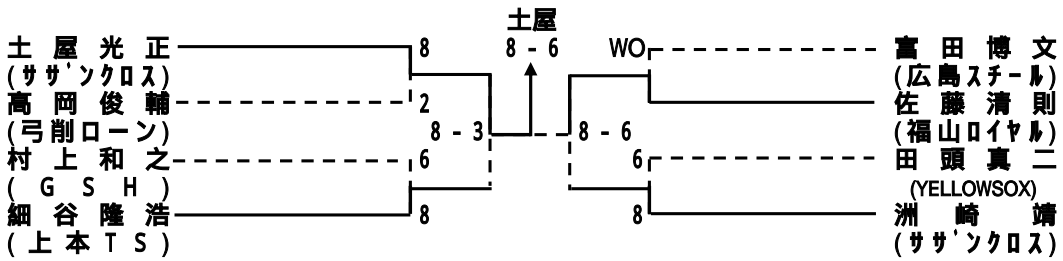 土屋
土屋光正 8 8-6 WO 富田博文
(ササンクロス) (広島スチール)
高岡俊輔 2 佐藤清則
(弓削ローン) 8-3 8-6 (福山ロイヤル)
村上和之 6 6 田頭真二
(GSH) (YELLOWSOX)
細谷隆浩 8 8 洲崎靖
(上本TS) (ササンクロス)